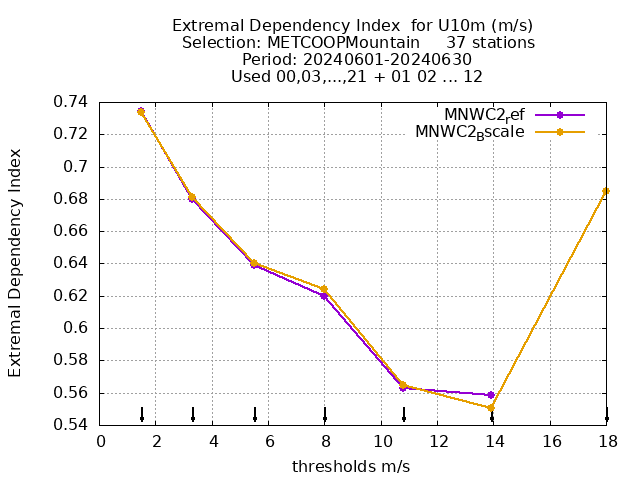 Extremal Dependency Index  for U10m (m/s)
Selection: METCOOPMountain     37 stations
Period: 20240601-20240630
Used 00,03,...,21 + 01 02 ... 12
MNWC2ref
MNWC2Bscale
Extremal Dependency Index
0.74
0.72
0.7
0.68
0.66
0.64
0.62
0.6
0.58
0.56
0.54
0 2 4 6 8 10 12 14 16 18
thresholds m/s